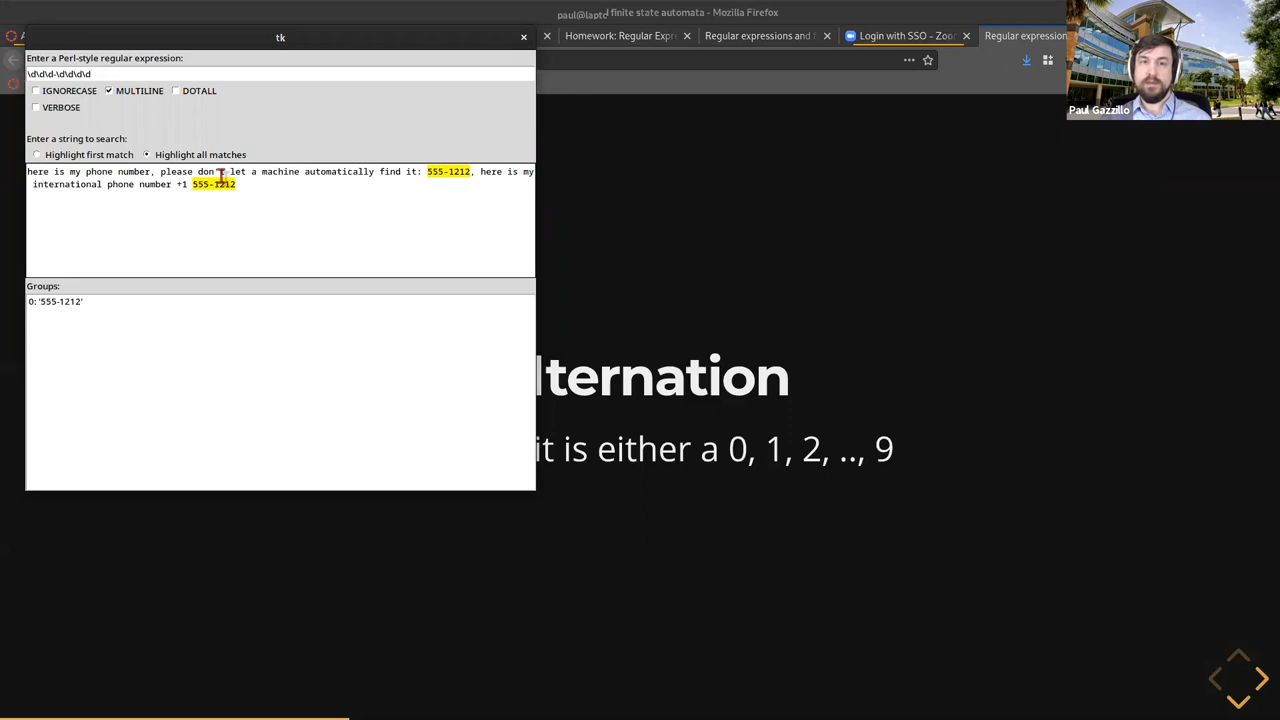 paul@lapto
l finite state automata - Mozilla Firefox
tk
Homework: Regular Expr
Regular expressions and f
Login with SSO - Zoor
Regular expression
Enter a Perl-style regular expression:
\d\d\d-\d\d\d\d
IGNORECASE MULTILINE DOTALL
VERBOSE
Enter a string to search:
Highlight first match Highlight all matches
here is my phone number, please don't let a machine automatically find it: 555-1212, here is my
international phone number +1 555-1212
Groups:
0: '555-1212'
Paul Gazzillo
lternation
it is either a 0, 1, 2, .., 9